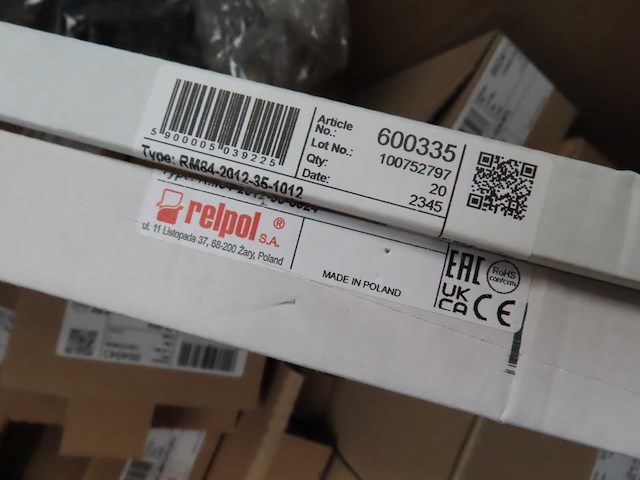 5 900005 039225
Type: RM84-2012-35-1012
Article No.: 600335
Lot No.: 100752797
Qty: 20
Date: 2345
relpol ® S.A.
ul. 11 Listopada 37, 68-200 Żary, Poland
MADE IN POLAND
EAC
RoHS
conform
UK
CA
CE